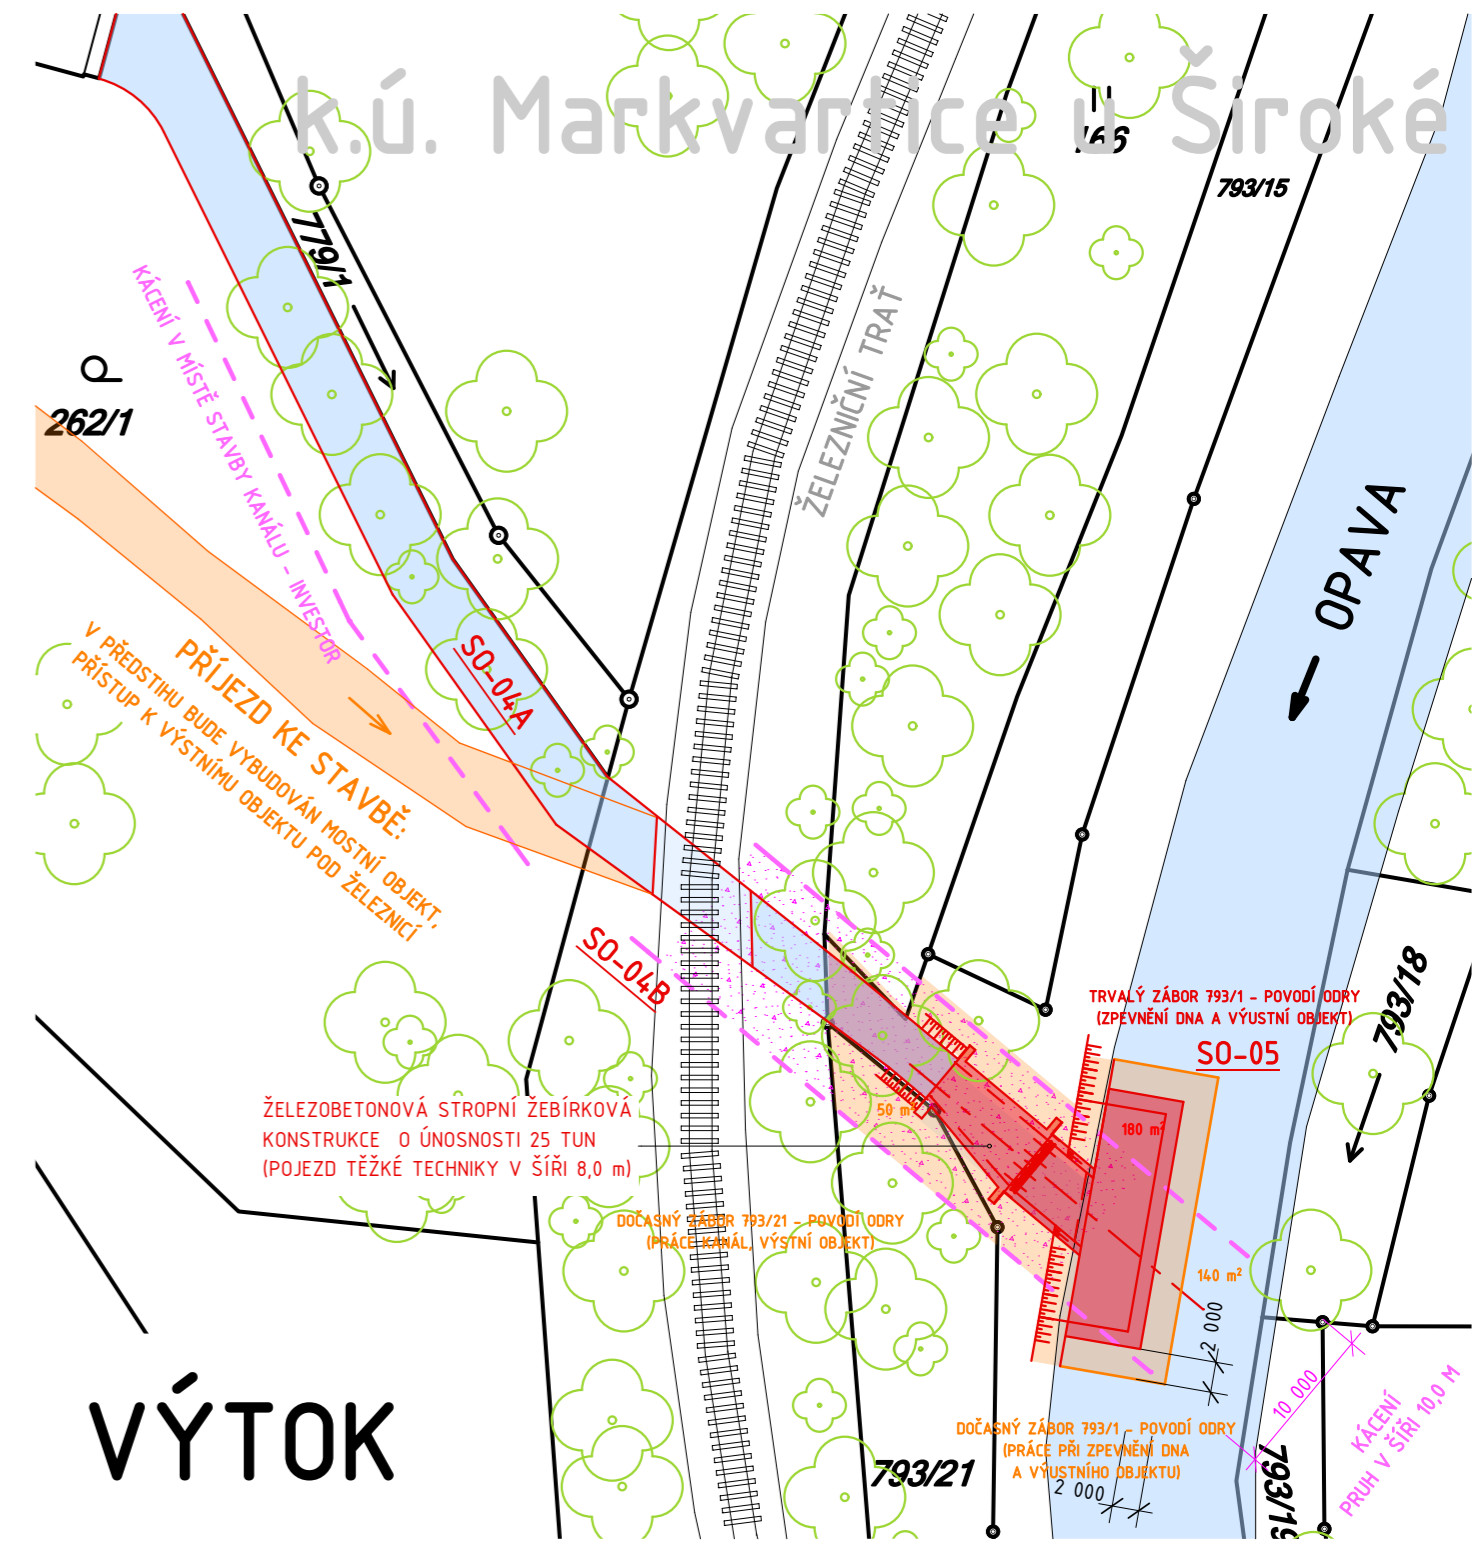 k.ú. Markvartice u Široké
166
793/15
779/1
KÁCENÍ V MÍSTĚ STAVBY KANÁLU - INVESTOR
ŽELEZNIČNÍ TRAŤ
262/1
OPAVA
PŘÍJEZD KE STAVBĚ:
V PŘEDSTIHU BUDE VYBUDOVÁN MOSTNÍ OBJEKT,
PŘÍSTUP K VÝSTNÍMU OBJEKTU POD ŽELEZNICÍ
SO-04A
SO-04B
793/18
TRVALÝ ZÁBOR 793/1 - POVODÍ ODRY
(ZPEVNĚNÍ DNA A VÝUSTNÍ OBJEKT)
SO-05
ŽELEZOBETONOVÁ STROPNÍ ŽEBÍRKOVÁ
KONSTRUKCE O ÚNOSNOSTI 25 TUN
(POJEZD TĚŽKÉ TECHNIKY V ŠÍŘI 8,0 m)
50 m²
180 m²
DOČASNÝ ZÁBOR 793/21 - POVODÍ ODRY
(PRÁCE KANÁL, VÝSTNÍ OBJEKT)
140 m²
2 000
10 000
KÁCENÍ
PRUH V ŠÍŘI 10,0 M
VÝTOK
DOČASNÝ ZÁBOR 793/1 - POVODÍ ODRY
(PRÁCE PŘI ZPEVNĚNÍ DNA
A VÝUSTNÍHO OBJEKTU)
793/21
2 000
793/19